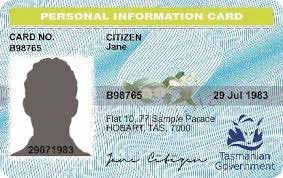 PERSONAL INFORMATION CARD
CARD NO.
B98765
CITIZEN
Jane
B98765
29 Jul 1983
Flat 10, 77 Sample Parade
HOBART, TAS, 7000
29071983
Jane Citizen
Tasmanian
Government